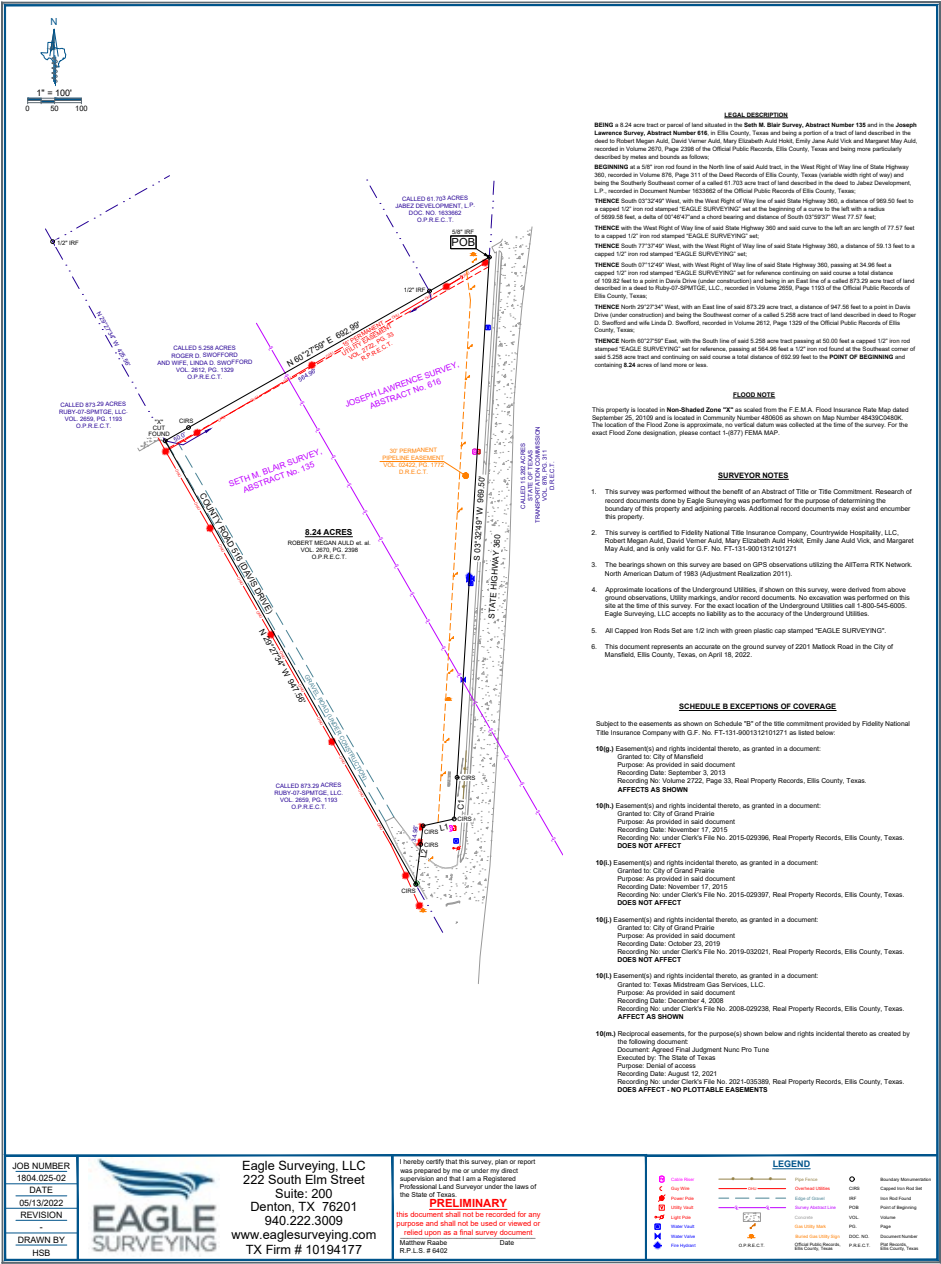 N
1" = 100'
0 50 100
CALLED 61.703 ACRES
JABEZ DEVELOPMENT, L.P.
DOC. NO. 1633662
O.P.R.E.C.T.
5/8" IRF
POB
1/2" IRF
1/2" IRF
N 60°27'59" E 692.99'
15' PERMANENT
UTILITY EASEMENT
VOL. 2722, PG. 33
R.P.R.E.C.T.
564.96'
CALLED 5.258 ACRES
ROGER D. SWOFFORD
AND WIFE, LINDA D. SWOFFORD
VOL. 2612, PG. 1329
O.P.R.E.C.T.
CALLED 873.29 ACRES
RUBY-07-SPMTGE, LLC
VOL. 2659, PG. 1193
O.P.R.E.C.T.
"X"
CUT
FOUND
CIRS
JOSEPH LAWRENCE SURVEY,
ABSTRACT No. 616
SETH M. BLAIR SURVEY,
ABSTRACT No. 135
30' PERMANENT
PIPELINE EASEMENT
VOL. 02422, PG. 1772
D.R.E.C.T.
STATE OF TEXAS
TRANSPORTATION COMMISSION
VOL. 876, PG. 311
D.R.E.C.T.
S 03°32'49" W 969.50'
STATE HIGHWAY 360
8.24 ACRES
ROBERT MEGAN AULD et. al.
VOL. 2670, PG. 2398
O.P.R.E.C.T.
COUNTY ROAD 516 (DAVIS DRIVE)
N 29°27'34" W 947.56'
GRAVEL ROAD (UNDER CONSTRUCTION)
CALLED 873.29 ACRES
RUBY-07-SPMTGE, LLC.
VOL. 2659, PG. 1193
O.P.R.E.C.T.
CIRS
C1
CIRS
L1
CIRS
CIRS
CIRS
LEGAL DESCRIPTION
BEING a 8.24 acre tract or parcel of land situated in the Seth M. Blair Survey, Abstract Number 135 and in the Joseph
Lawrence Survey, Abstract Number 616, in Ellis County, Texas and being a portion of a tract of land described in the
deed to Robert Megan Auld, David Verner Auld, Mary Elizabeth Auld Hokit, Emily Jane Auld Vick and Margaret May Auld,
recorded in Volume 2670, Page 2398 of the Official Public Records, Ellis County, Texas and being more particularly
described by metes and bounds as follows;
BEGINNING at a 5/8" iron rod found in the North line of said Auld tract, in the West Right of Way line of State Highway
360, recorded in Volume 876, Page 311 of the Deed Records of Ellis County, Texas (variable width right of way) and
being the Southerly Southeast corner of a called 61.703 acre tract of land described in the deed to Jabez Development,
L.P., recorded in Document Number 1633662 of the Official Public Records of Ellis County, Texas;
THENCE South 03°32'49" West, with the West Right of Way line of said State Highway 360, a distance of 969.50 feet to
a capped 1/2" iron rod stamped "EAGLE SURVEYING" set at the beginning of a curve to the left with a radius
of 5699.58 feet, a delta of 00°46'47" and a chord bearing and distance of South 03°59'37" West 77.57 feet;
THENCE with the West Right of Way line of said State Highway 360 and said curve to the left an arc length of 77.57 feet
to a capped 1/2" iron rod stamped "EAGLE SURVEYING" set;
THENCE South 77°37'49" West, with the West Right of Way line of said State Highway 360, a distance of 59.13 feet to a
capped 1/2" iron rod stamped "EAGLE SURVEYING" set;
THENCE South 07°12'49" West, with West Right of Way line of said State Highway 360, passing at 34.96 feet a
capped 1/2" iron rod stamped "EAGLE SURVEYING" set for reference continuing on said course a total distance
of 109.82 feet to a point in Davis Drive (under construction) and being in an East line of a called 873.29 acre tract of land
described in a deed to Ruby-07-SPMTGE, LLC., recorded in Volume 2659, Page 1193 of the Official Public Records of
Ellis County, Texas;
THENCE North 29°27'34" West, with an East line of said 873.29 acre tract, a distance of 947.56 feet to a point in Davis
Drive (under construction) and being the Southwest corner of a called 5.258 acre tract of land described in deed to Roger
D. Swofford and wife Linda D. Swofford, recorded in Volume 2612, Page 1329 of the Official Public Records of Ellis
County, Texas;
THENCE North 60°27'59" East, with the South line of said 5.258 acre tract passing at 50.00 feet a capped 1/2" iron rod
stamped "EAGLE SURVEYING" set for reference, passing at 564.96 feet a 1/2" iron rod found at the Southeast corner of
said 5.258 acre tract and continuing on said course a total distance of 692.99 feet to the POINT OF BEGINNING and
containing 8.24 acres of land more or less.
FLOOD NOTE
This property is located in Non-Shaded Zone "X" as scaled from the F.E.M.A. Flood Insurance Rate Map dated
September 25, 20109 and is located in Community Number 480606 as shown on Map Number 48439C0480K.
The location of the Flood Zone is approximate, no vertical datum was collected at the time of the survey. For the
exact Flood Zone designation, please contact 1-(877) FEMA MAP.
SURVEYOR NOTES
1. This survey was performed without the benefit of an Abstract of Title or Title Commitment. Research of
record documents done by Eagle Surveying was performed for the purpose of determining the
boundary of this property and adjoining parcels. Additional record documents may exist and encumber
this property.
2. This survey is certified to Fidelity National Title Insurance Company, Countrywide Hospitality, LLC,
Robert Megan Auld, David Verner Auld, Mary Elizabeth Auld Hokit, Emily Jane Auld Vick, and Margaret
May Auld, and is only valid for G.F. No. FT-131-9001312101271
3. The bearings shown on this survey are based on GPS observations utilizing the AllTerra RTK Network.
North American Datum of 1983 (Adjustment Realization 2011).
4. Approximate locations of the Underground Utilities, if shown on this survey, were derived from above
ground observations, Utility markings, and/or record documents. No excavation was performed on this
site at the time of this survey. For the exact location of the Underground Utilities call 1-800-545-6005.
Eagle Surveying, LLC accepts no liability as to the accuracy of the Underground Utilities.
5. All Capped Iron Rods Set are 1/2 inch with green plastic cap stamped "EAGLE SURVEYING".
6. This document represents an accurate on the ground survey of 2201 Matlock Road in the City of
Mansfield, Ellis County, Texas, on April 18, 2022.
SCHEDULE B EXCEPTIONS OF COVERAGE
Subject to the easements as shown on Schedule "B" of the title commitment provided by Fidelity National
Title Insurance Company with G.F. No. FT-131-9001312101271 as listed below:
10(g.) Easement(s) and rights incidental thereto, as granted in a document:
Granted to: City of Mansfield
Purpose: As provided in said document
Recording Date: September 3, 2013
Recording No: Volume 2722, Page 33, Real Property Records, Ellis County, Texas.
AFFECTS AS SHOWN
10(h.) Easement(s) and rights incidental thereto, as granted in a document:
Granted to: City of Grand Prairie
Purpose: As provided in said document
Recording Date: November 17, 2015
Recording No: under Clerk's File No. 2015-029396, Real Property Records, Ellis County, Texas.
DOES NOT AFFECT
10(i.) Easement(s) and rights incidental thereto, as granted in a document:
Granted to: City of Grand Prairie
Purpose: As provided in said document
Recording Date: November 17, 2015
Recording No: under Clerk's File No. 2015-029397, Real Property Records, Ellis County, Texas.
DOES NOT AFFECT
10(j.) Easement(s) and rights incidental thereto, as granted in a document:
Granted to: City of Grand Prairie
Purpose: As provided in said document
Recording Date: October 23, 2019
Recording No: under Clerk's File No. 2019-032021, Real Property Records, Ellis County, Texas.
DOES NOT AFFECT
10(l.) Easement(s) and rights incidental thereto, as granted in a document:
Granted to: Texas Midstream Gas Services, LLC.
Purpose: As provided in said document
Recording Date: December 4, 2008
Recording No: under Clerk's File No. 2008-029238, Real Property Records, Ellis County, Texas.
AFFECT AS SHOWN
10(m.) Reciprocal easements, for the purpose(s) shown below and rights incidental thereto as created by
the following document:
Document: Agreed Final Judgment Nunc Pro Tune
Executed by: The State of Texas
Purpose: Denial of access
Recording Date: August 12, 2021
Recording No: under Clerk's File No. 2021-035389, Real Property Records, Ellis County, Texas.
DOES AFFECT - NO PLOTTABLE EASEMENTS
JOB NUMBER
1804.025-02
DATE
05/13/2022
REVISION
-
DRAWN BY
HSB
EAGLE
SURVEYING
Eagle Surveying, LLC
222 South Elm Street
Suite: 200
Denton, TX 76201
940.222.3009
www.eaglesurveying.com
TX Firm # 10194177
I hereby certify that this survey, plan or report
was prepared by me or under my direct
supervision and that I am a Registered
Professional Land Surveyor under the laws of
the State of Texas.
PRELIMINARY
this document shall not be recorded for any
purpose and shall not be used or viewed or
relied upon as a final survey document
Matthew Raabe Date
R.P.L.S. # 6402
LEGEND
Cable Riser
Guy Wire
Power Pole
Utility Vault
Light Pole
Water Vault
Water Valve
Fire Hydrant
Pipe Fence
Overhead Utilities
Edge of Gravel
Survey Abstract Line
Concrete
Gas Utility Mark
Buried Gas Utility Sign
O.P.R.E.C.T. Official Public Records, Ellis County, Texas
Boundary Monumentation
CIRS Capped Iron Rod Set
IRF Iron Rod Found
POB Point of Beginning
VOL. Volume
PG. Page
DOC. NO. Document Number
P.R.E.C.T. Plat Records, Ellis County, Texas